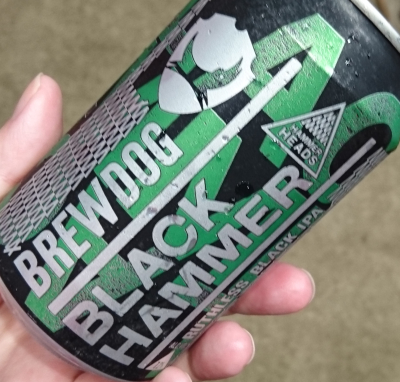 BREWDOG
BLACK
HAMMER
RUTHLESS BLACK IPA
HAMMER
HEADS